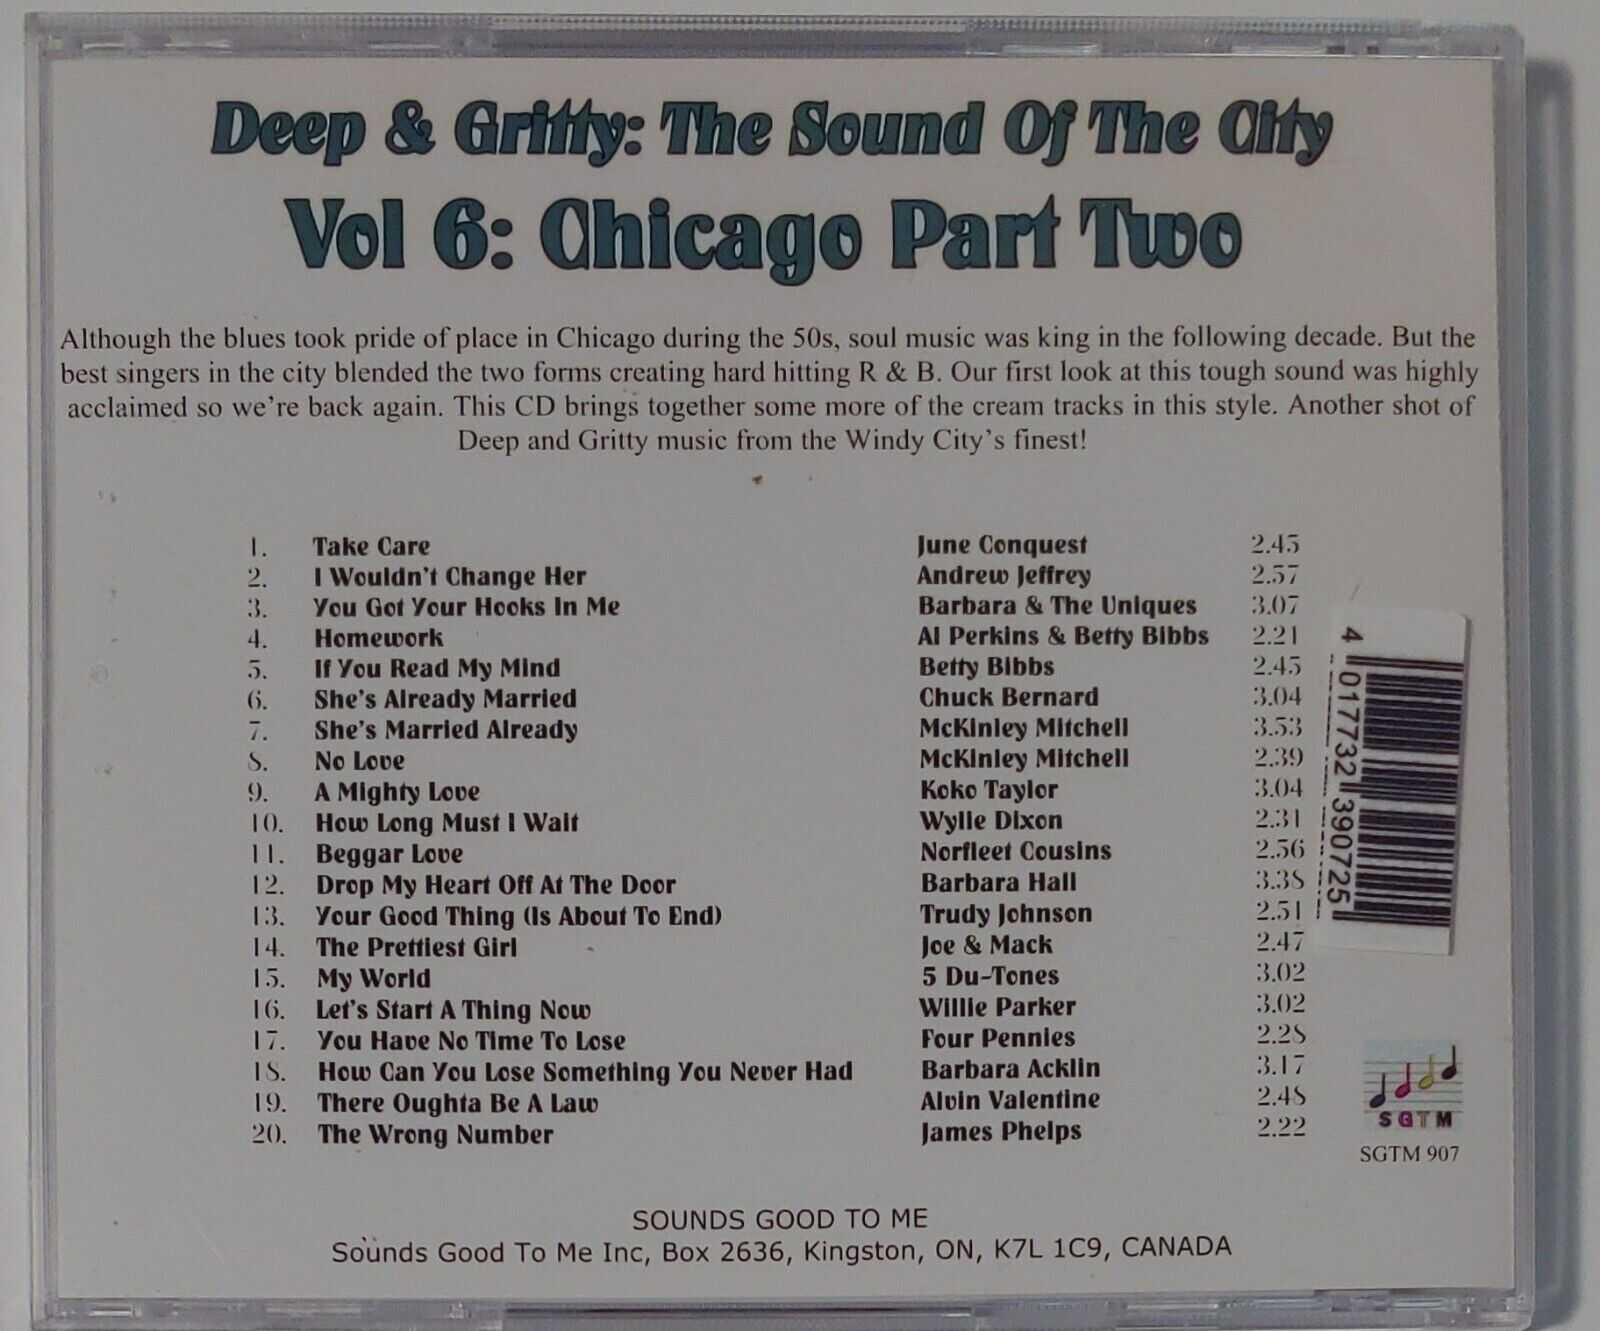 Deep & Gritty: The Sound Of The City
Vol 6: Chicago Part Two
Although the blues took pride of place in Chicago during the 50s, soul music was king in the following decade. But the
best singers in the city blended the two forms creating hard hitting R & B. Our first look at this tough sound was highly
acclaimed so we're back again. This CD brings together some more of the cream tracks in this style. Another shot of
Deep and Gritty music from the Windy City's finest!
1. Take Care June Conquest 2.45
2. I Wouldn't Change Her Andrew Jeffrey 2.57
3. You Got Your Hooks In Me Barbara & The Uniques 3.07
4. Homework Al Perkins & Betty Bibbs 2.21
5. If You Read My Mind Betty Bibbs 2.45
6. She's Already Married Chuck Bernard 3.04
7. She's Married Already McKinley Mitchell 3.53
8. No Love McKinley Mitchell 2.39
9. A Mighty Love Koko Taylor 3.04
10. How Long Must I Wait Wylie Dixon 2.31
11. Beggar Love Norfleet Cousins 2.56
12. Drop My Heart Off At The Door Barbara Hall 3.38
13. Your Good Thing (Is About To End) Trudy Johnson 2.51
14. The Prettiest Girl Joe & Mack 2.47
15. My World 5 Du-Tones 3.02
16. Let's Start A Thing Now Willie Parker 3.02
17. You Have No Time To Lose Four Pennies 2.28
18. How Can You Lose Something You Never Had Barbara Acklin 3.17
19. There Oughta Be A Law Alvin Valentine 2.48
20. The Wrong Number James Phelps 2.22
4 017732 390725
SGTM
SGTM 907
SOUNDS GOOD TO ME
Sounds Good To Me Inc, Box 2636, Kingston, ON, K7L 1C9, CANADA